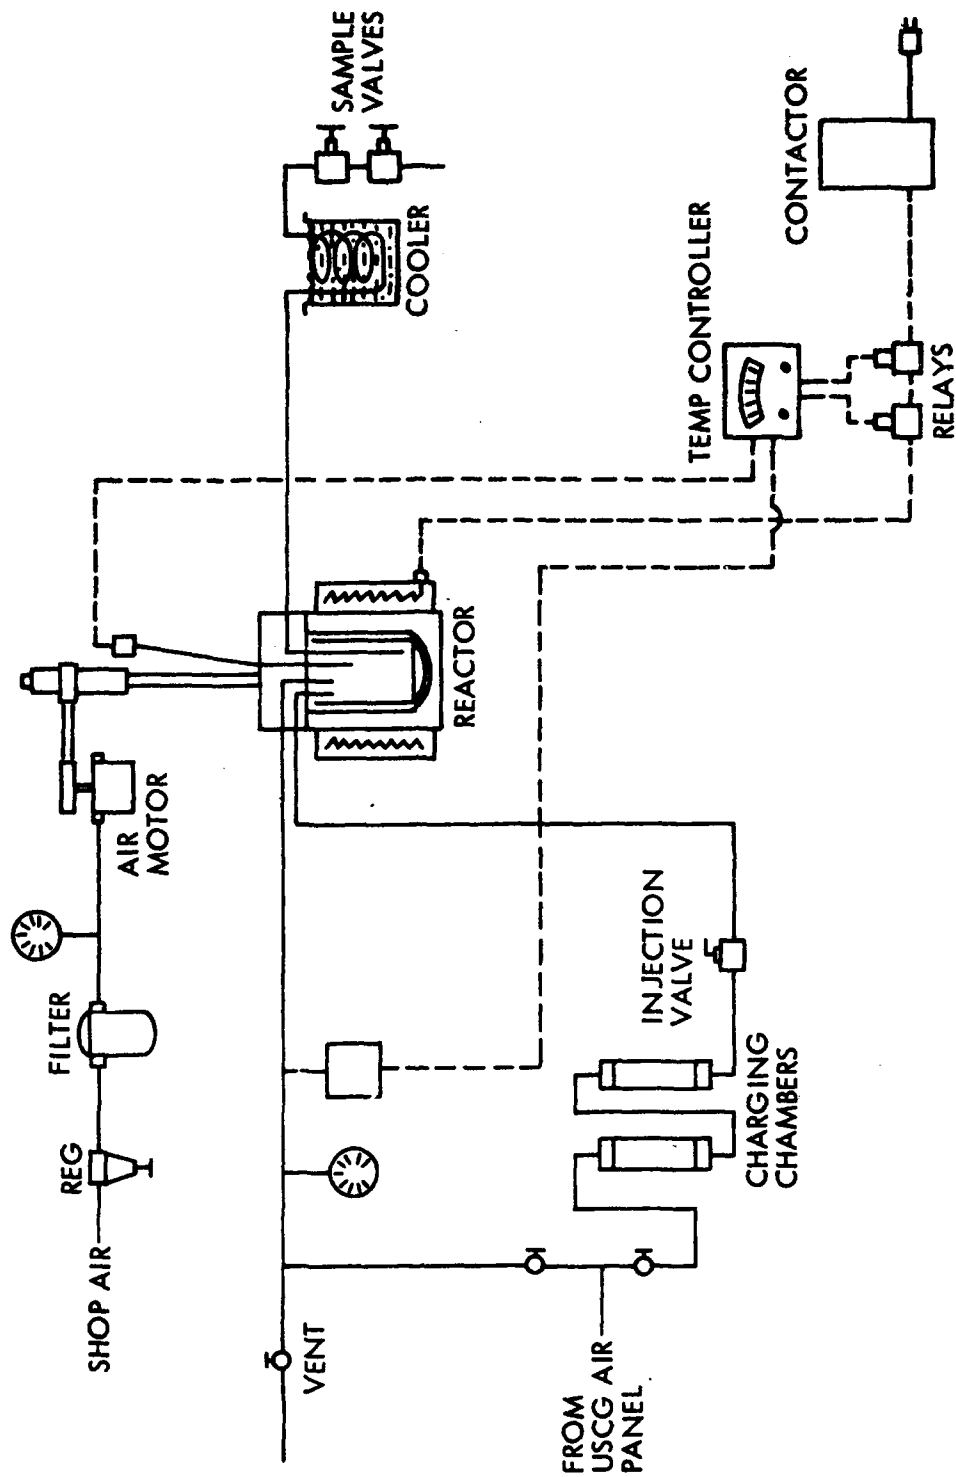 SHOP AIR
REG
FILTER
AIR
MOTOR
SAMPLE
VALVES
COOLER
REACTOR
VENT
FROM
USCG AIR
PANEL
CHARGING
CHAMBERS
INJECTION
VALVE
TEMP CONTROLLER
RELAYS
CONTACTOR